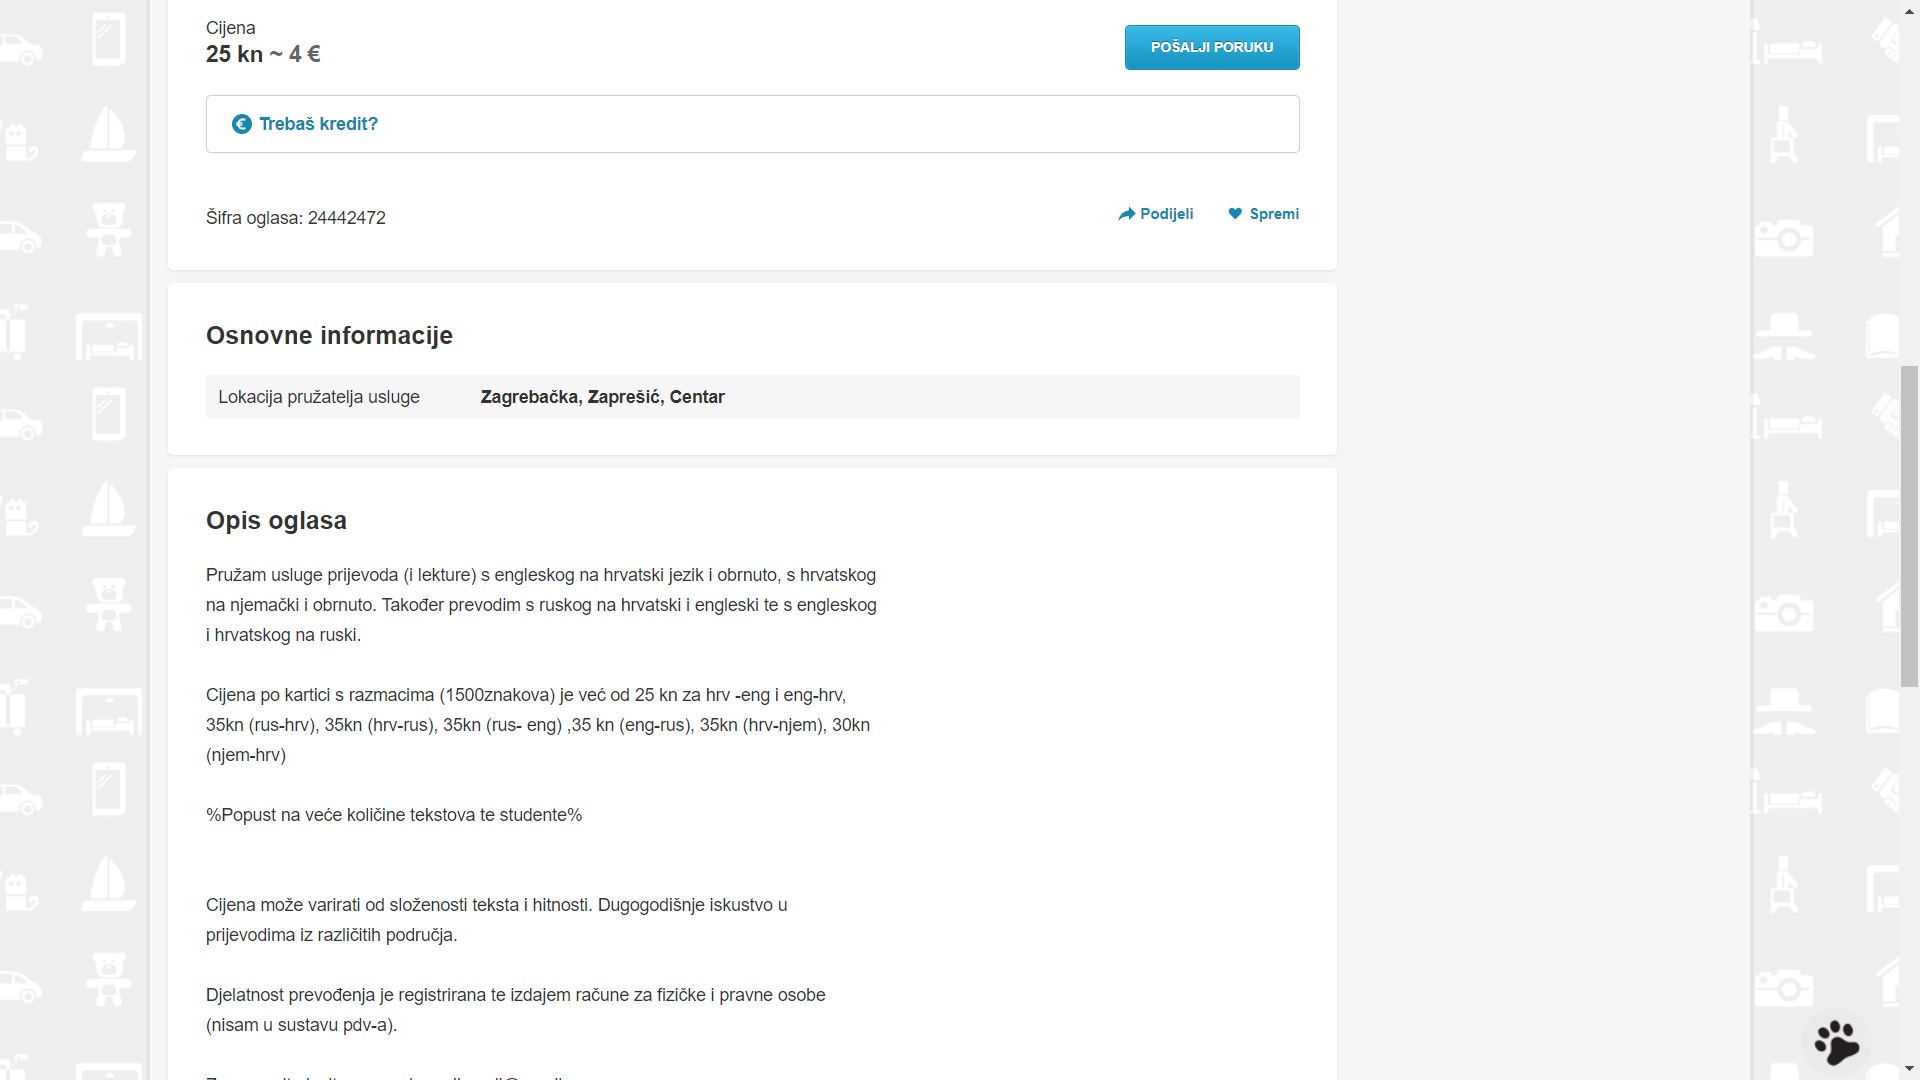 Cijena
25 kn ~ 4 €
POŠALJI PORUKU
Trebaš kredit?
Šifra oglasa: 24442472
Podijeli
Spremi
Osnovne informacije
Lokacija pružatelja usluge
Zagrebačka, Zaprešić, Centar
Opis oglasa
Pružam usluge prijevoda (i lekture) s engleskog na hrvatski jezik i obrnuto, s hrvatskog
na njemački i obrnuto. Također prevodim s ruskog na hrvatski i engleski te s engleskog
i hrvatskog na ruski.
Cijena po kartici s razmacima (1500znakova) je već od 25 kn za hrv -eng i eng-hrv,
35kn (rus-hrv), 35kn (hrv-rus), 35kn (rus- eng) ,35 kn (eng-rus), 35kn (hrv-njem), 30kn
(njem-hrv)
%Popust na veće količine tekstova te studente%
Cijena može varirati od složenosti teksta i hitnosti. Dugogodišnje iskustvo u
prijevodima iz različitih područja.
Djelatnost prevođenja je registrirana te izdajem račune za fizičke i pravne osobe
(nisam u sustavu pdv-a).